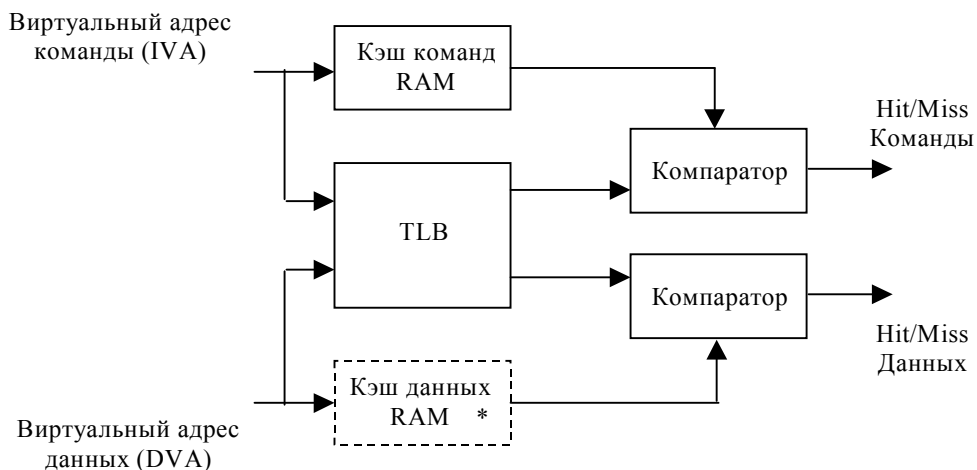 Виртуальный адрес
команды (IVA)
Кэш команд
RAM
Hit/Miss
Команды
Компаратор
TLB
Компаратор
Hit/Miss
Данных
Кэш данных
RAM *
Виртуальный адрес
данных (DVA)